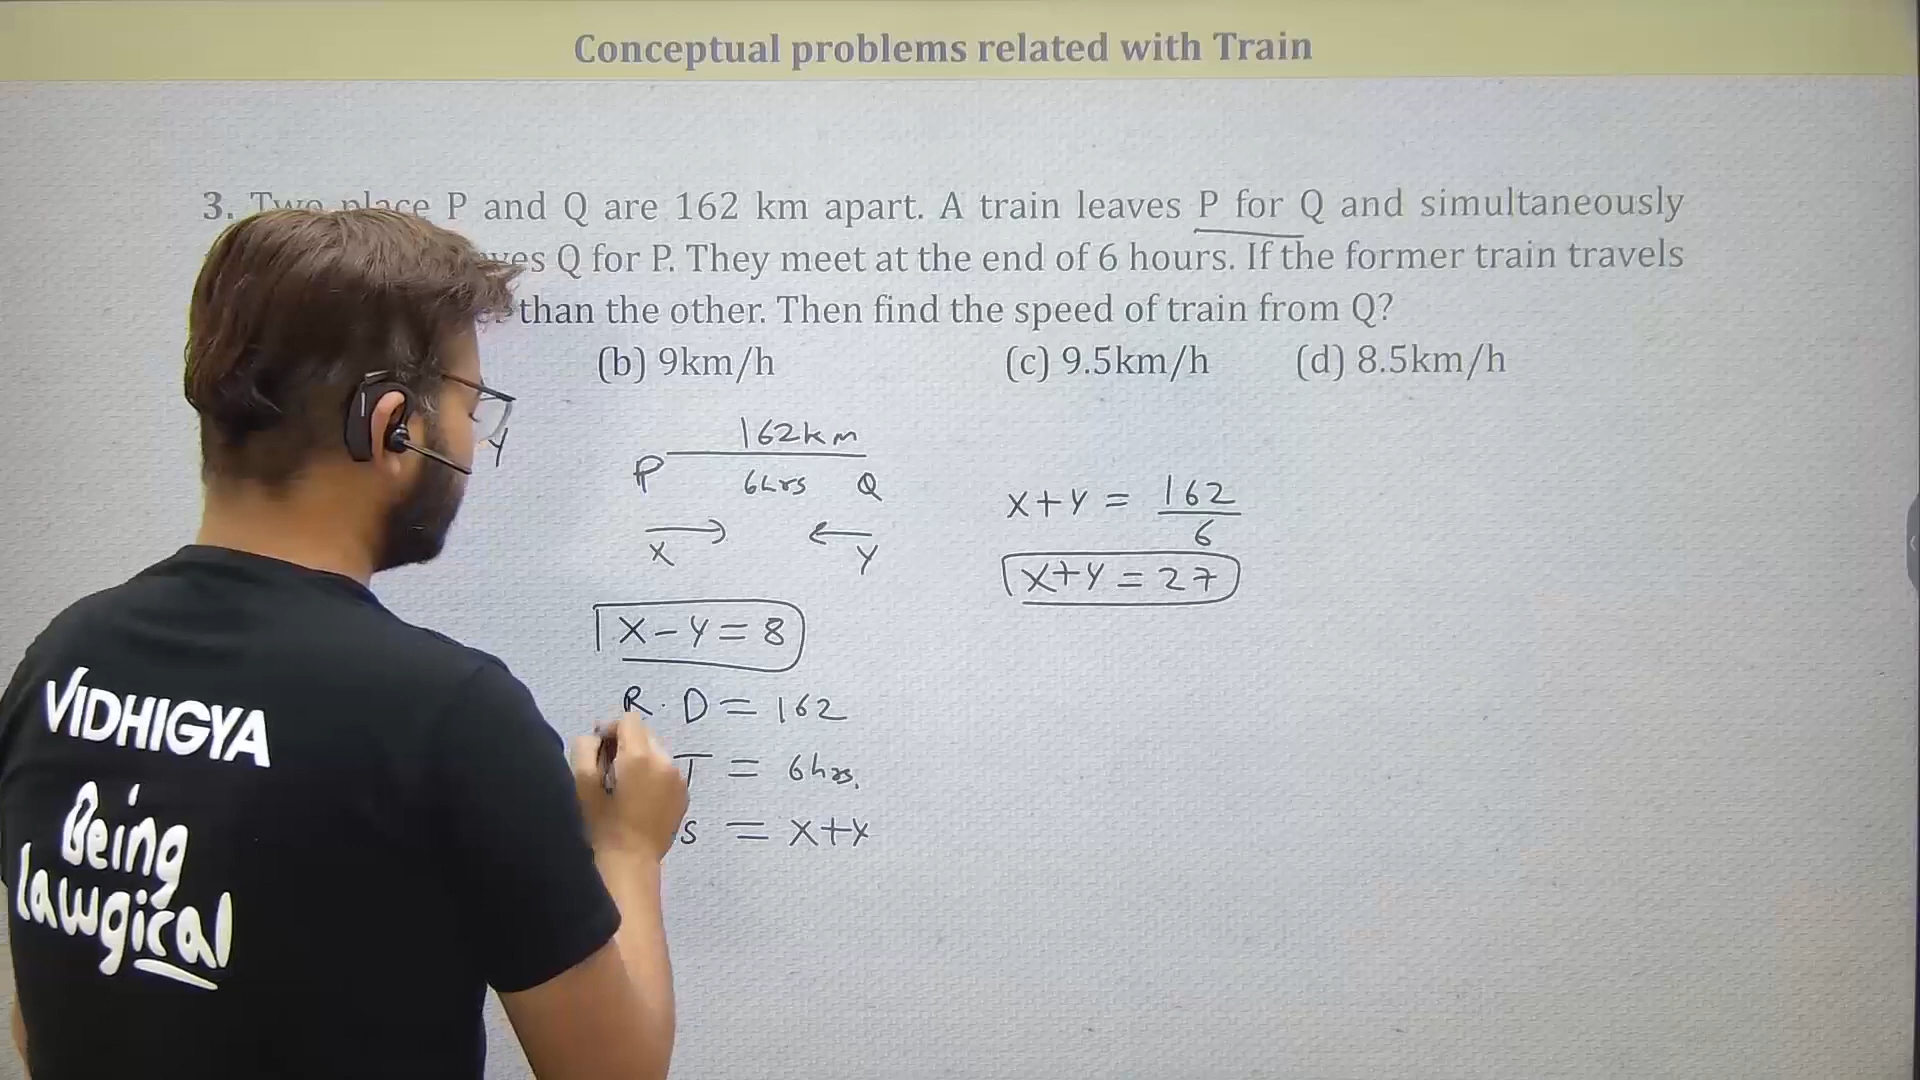 Conceptual problems related with Train
3. Two place P and Q are 162 km apart. A train leaves P for Q and simultaneously
Q for P. They meet at the end of 6 hours. If the former train travels
than the other. Then find the speed of train from Q?
(b) 9km/h (c) 9.5km/h (d) 8.5km/h
Y
162km
P 6hrs Q
X Y
X - Y = 8
R. D = 162
T = 6hrs.
S = X+Y
X+Y = 162/6
X+Y = 27
VIDHIGYA
Being
Lawgical